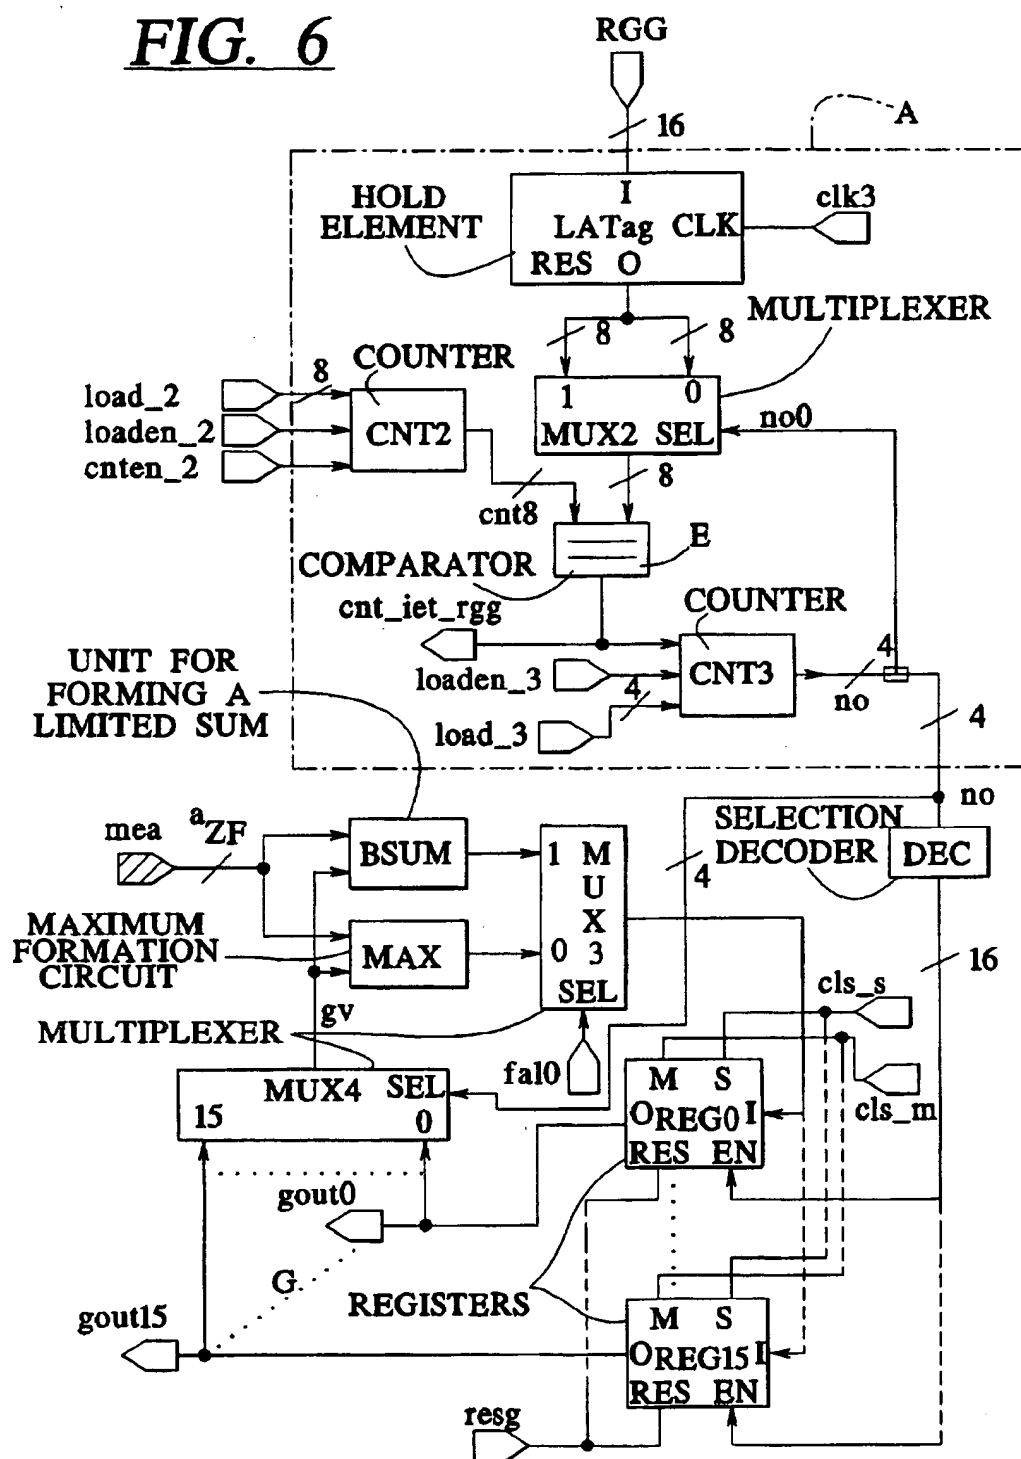 FIG. 6
RGG
16
A
I
HOLD
ELEMENT
LATag CLK
RES O
clk3
8
8
MULTIPLEXER
COUNTER
8
load_2
loaden_2
cnten_2
CNT2
1 0
MUX2 SEL
no0
cnt8
8
COMPARATOR
E
cnt_iet_rgg
COUNTER
UNIT FOR
FORMING A
LIMITED SUM
loaden_3
4
load_3
CNT3
4
no
4
no
mea
aZF
BSUM
1
MUX3
0
SEL
SELECTION
DECODER
DEC
4
MAXIMUM
FORMATION
CIRCUIT
MAX
16
gv
MULTIPLEXER
cls_s
fal0
cls_m
MUX4 SEL
15 0
M S
O REG0 I
RES EN
gout0
G
REGISTERS
gout15
M S
O REG15 I
RES EN
resg